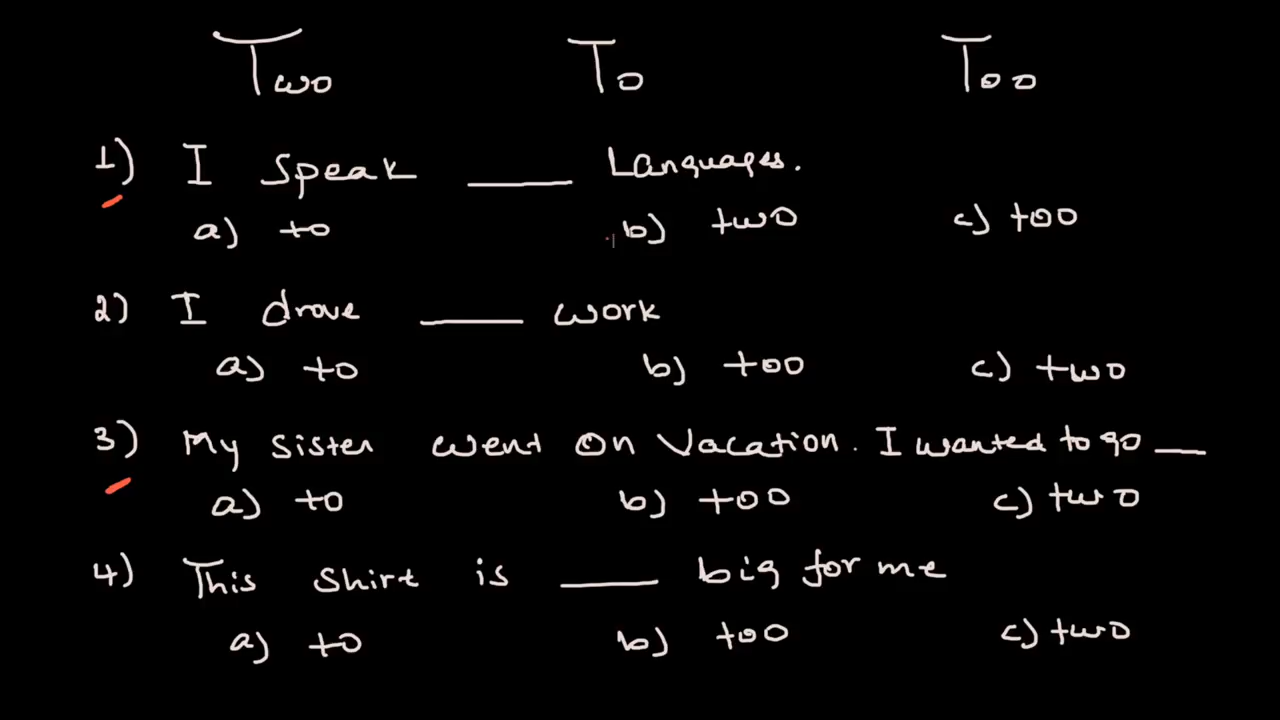 Two To Too
1) I Speak ____ Languages.
a) to b) two c) too
2) I drove ____ work
a) to b) too c) two
3) My sister went on Vacation. I wanted to go ___
a) to b) too c) two
4) This Shirt is ____ big for me
a) to b) too c) two